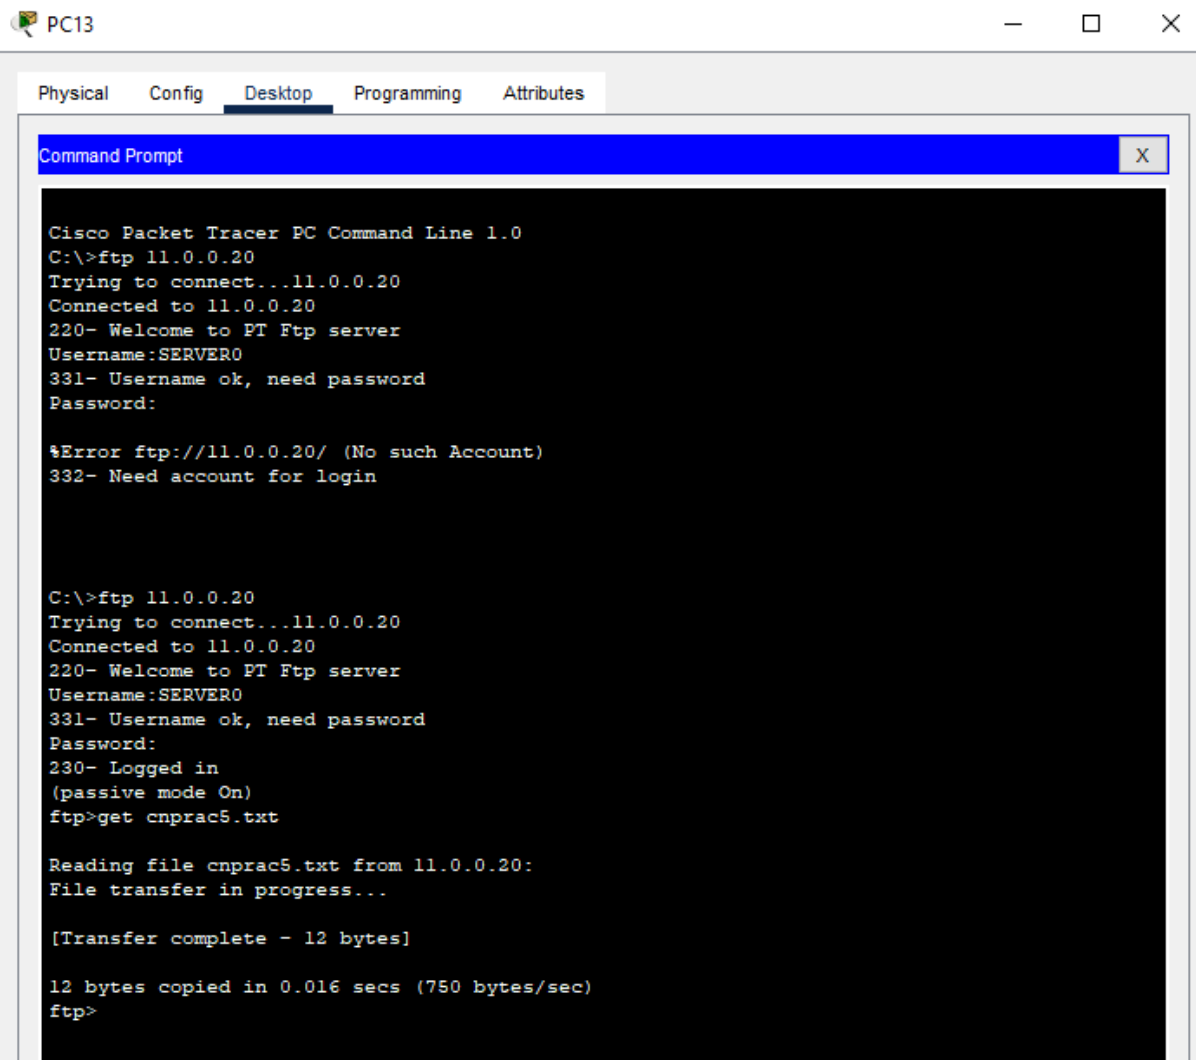 PC13
Physical Config Desktop Programming Attributes
Command Prompt X
Cisco Packet Tracer PC Command Line 1.0
C:\>ftp 11.0.0.20
Trying to connect...11.0.0.20
Connected to 11.0.0.20
220- Welcome to PT Ftp server
Username:SERVER0
331- Username ok, need password
Password:
%Error ftp://11.0.0.20/ (No such Account)
332- Need account for login
C:\>ftp 11.0.0.20
Trying to connect...11.0.0.20
Connected to 11.0.0.20
220- Welcome to PT Ftp server
Username:SERVER0
331- Username ok, need password
Password:
230- Logged in
(passive mode On)
ftp>get cnprac5.txt
Reading file cnprac5.txt from 11.0.0.20:
File transfer in progress...
[Transfer complete - 12 bytes]
12 bytes copied in 0.016 secs (750 bytes/sec)
ftp>